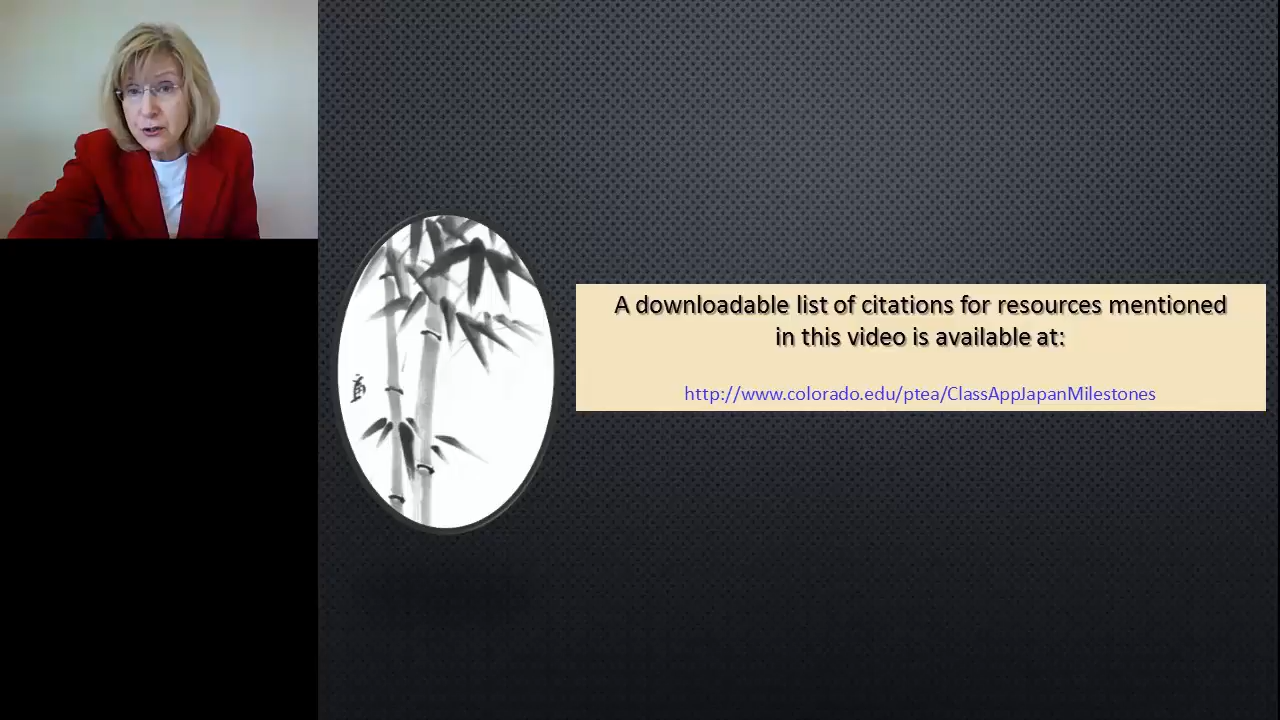 A downloadable list of citations for resources mentioned
in this video is available at:
http://www.colorado.edu/ptea/ClassAppJapanMilestones